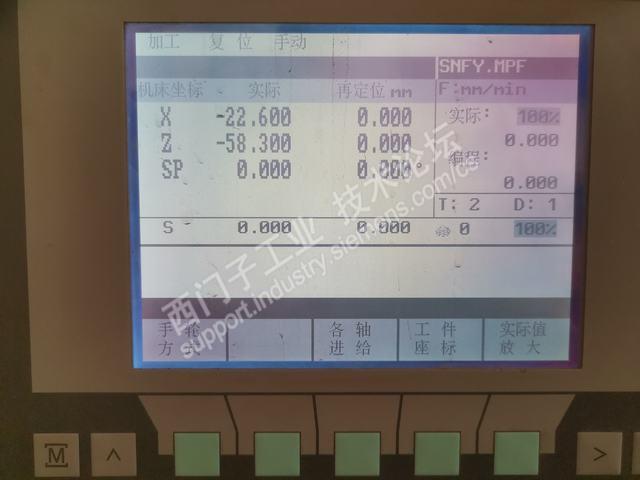 加工 复位 手动
SNFY.MPF
机床坐标 实际 再定位 mm F:mm/min
X -22.600 0.000 实际: 100%
Z -58.300 0.000 0.000
SP 0.000 0.000° 编程:
0.000
T: 2 D: 1
S 0.000 0.000 0 100%
手轮 各轴 工件 实际值
方式 进给 座标 放大
西门子工业 技术论坛
support.industry.siemens.com/cs
M ^ >